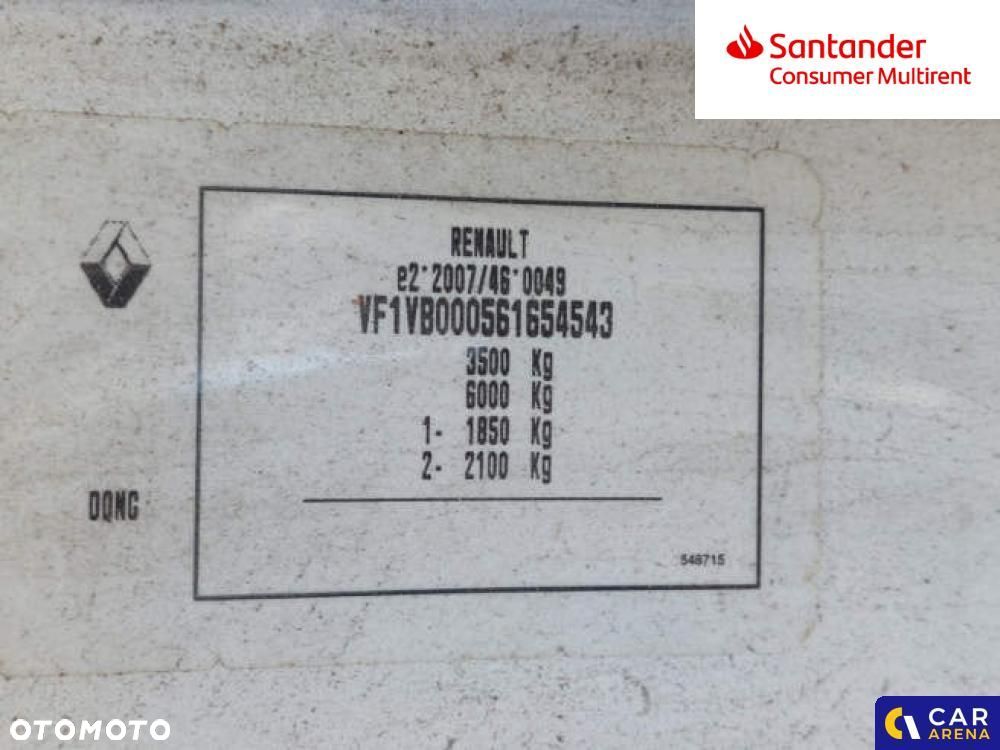 Santander
Consumer Multirent
RENAULT
e2*2007/46*0049
VF1VB000561654543
3500 Kg
6000 Kg
1- 1850 Kg
2- 2100 Kg
DQNG
548715
OTOMOTO
CAR
ARENA